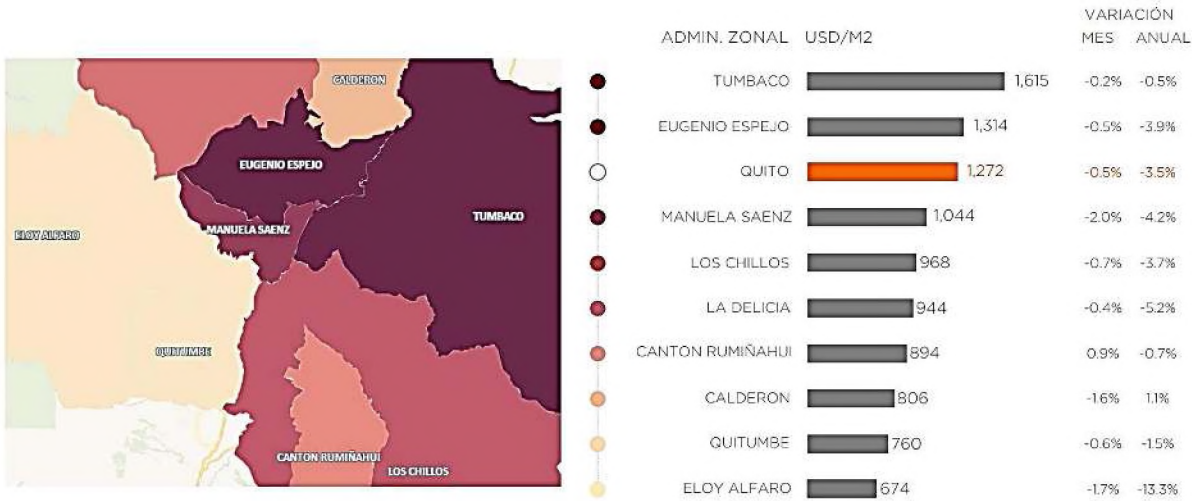 CALDERON
EUGENIO ESPEJO
TUMBACO
MANUELA SAENZ
ELOY ALFARO
QUITUMBE
CANTON RUMIÑAHUI
LOS CHILLOS
VARIACIÓN
ADMIN. ZONAL USD/M2 MES ANUAL
TUMBACO 1,615 -0.2% -0.5%
EUGENIO ESPEJO 1,314 -0.5% -3.9%
QUITO 1,272 -0.5% -3.5%
MANUELA SAENZ 1,044 -2.0% -4.2%
LOS CHILLOS 968 -0.7% -3.7%
LA DELICIA 944 -0.4% -5.2%
CANTON RUMIÑAHUI 894 0.9% -0.7%
CALDERON 806 -1.6% 1.1%
QUITUMBE 760 -0.6% -1.5%
ELOY ALFARO 674 -1.7% -13.3%